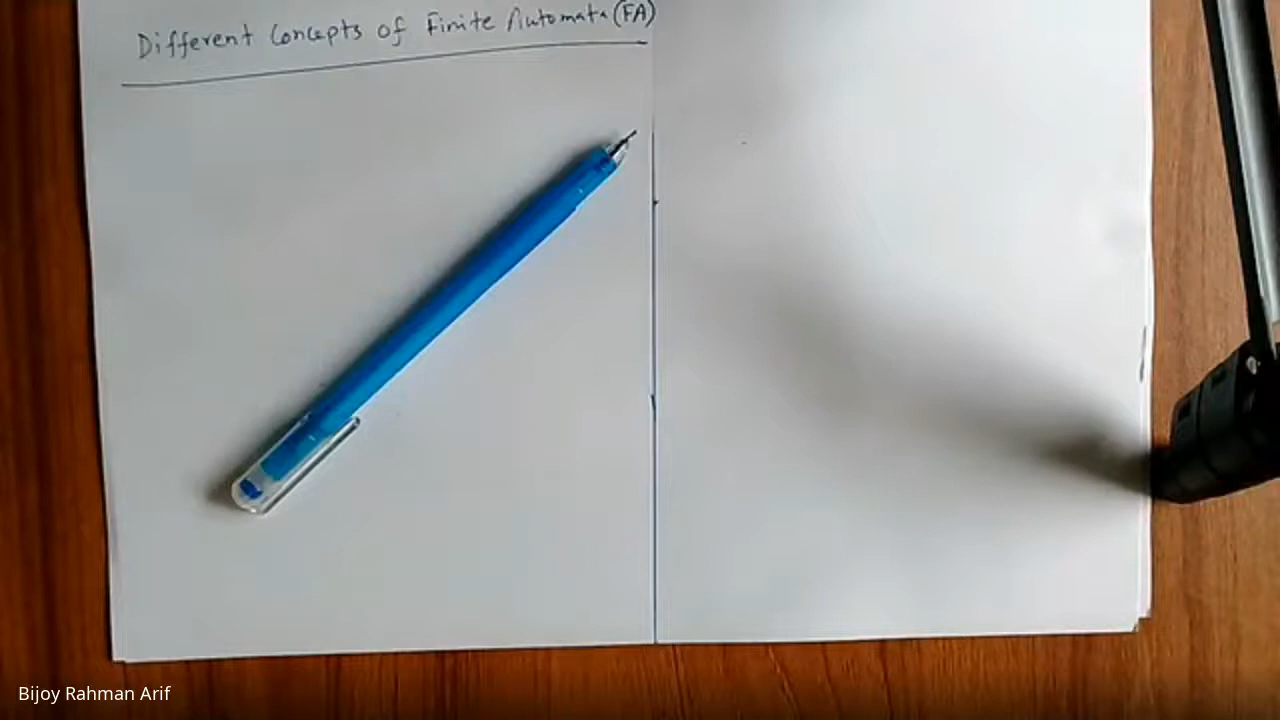 Different Concepts of Finite Automata (FA)
Bijoy Rahman Arif